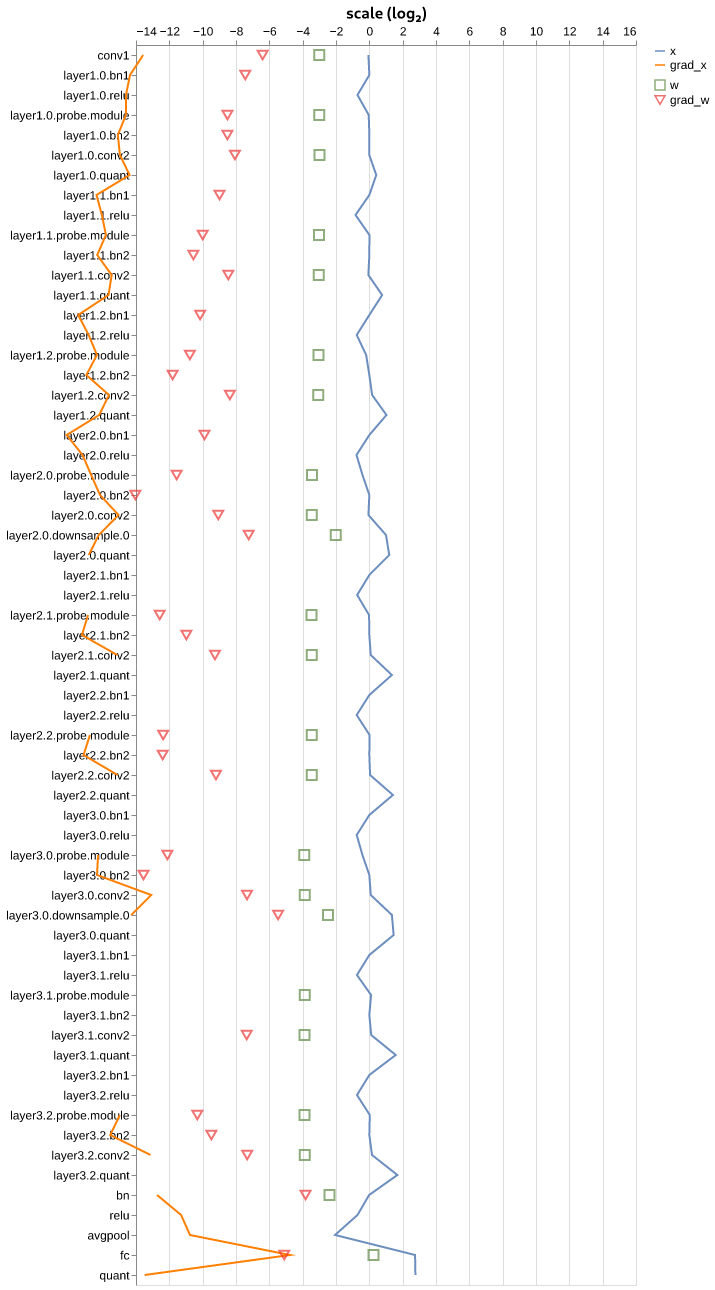 scale (log₂)
−14 −12 −10 −8 −6 −4 −2 0 2 4 6 8 10 12 14 16
x
grad_x
w
grad_w
conv1
layer1.0.bn1
layer1.0.relu
layer1.0.probe.module
layer1.0.bn2
layer1.0.conv2
layer1.0.quant
layer1.1.bn1
layer1.1.relu
layer1.1.probe.module
layer1.1.bn2
layer1.1.conv2
layer1.1.quant
layer1.2.bn1
layer1.2.relu
layer1.2.probe.module
layer1.2.bn2
layer1.2.conv2
layer1.2.quant
layer2.0.bn1
layer2.0.relu
layer2.0.probe.module
layer2.0.bn2
layer2.0.conv2
layer2.0.downsample.0
layer2.0.quant
layer2.1.bn1
layer2.1.relu
layer2.1.probe.module
layer2.1.bn2
layer2.1.conv2
layer2.1.quant
layer2.2.bn1
layer2.2.relu
layer2.2.probe.module
layer2.2.bn2
layer2.2.conv2
layer2.2.quant
layer3.0.bn1
layer3.0.relu
layer3.0.probe.module
layer3.0.bn2
layer3.0.conv2
layer3.0.downsample.0
layer3.0.quant
layer3.1.bn1
layer3.1.relu
layer3.1.probe.module
layer3.1.bn2
layer3.1.conv2
layer3.1.quant
layer3.2.bn1
layer3.2.relu
layer3.2.probe.module
layer3.2.bn2
layer3.2.conv2
layer3.2.quant
bn
relu
avgpool
fc
quant